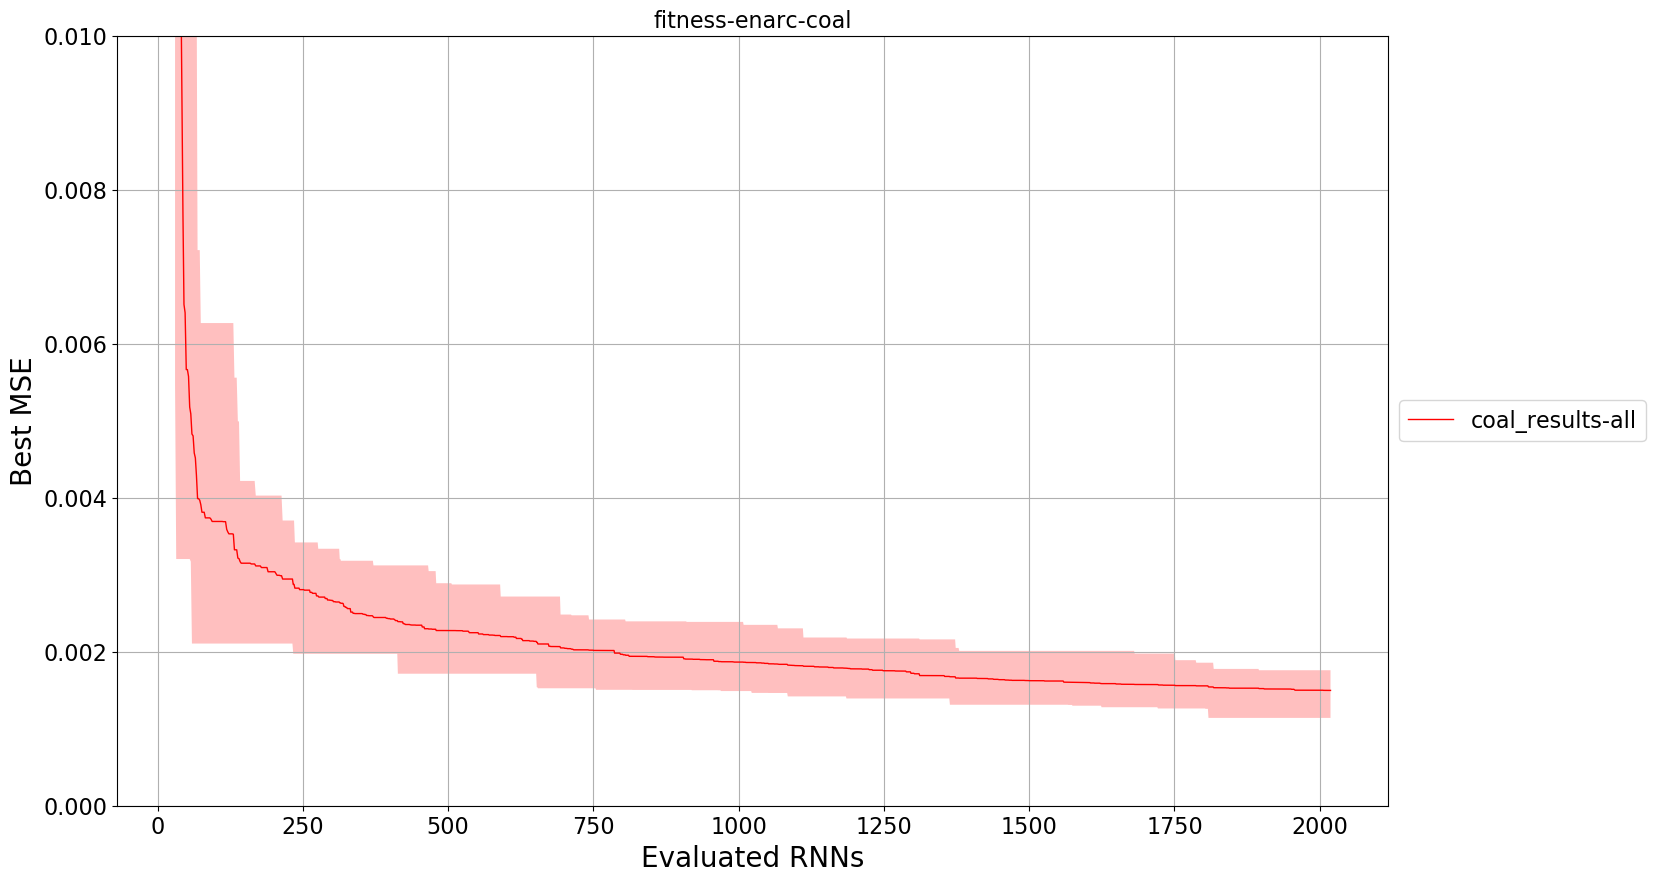 fitness-enarc-coal
0.010
0.008
0.006
0.004
0.002
0.000
Best MSE
0 250 500 750 1000 1250 1500 1750 2000
Evaluated RNNs
coal_results-all